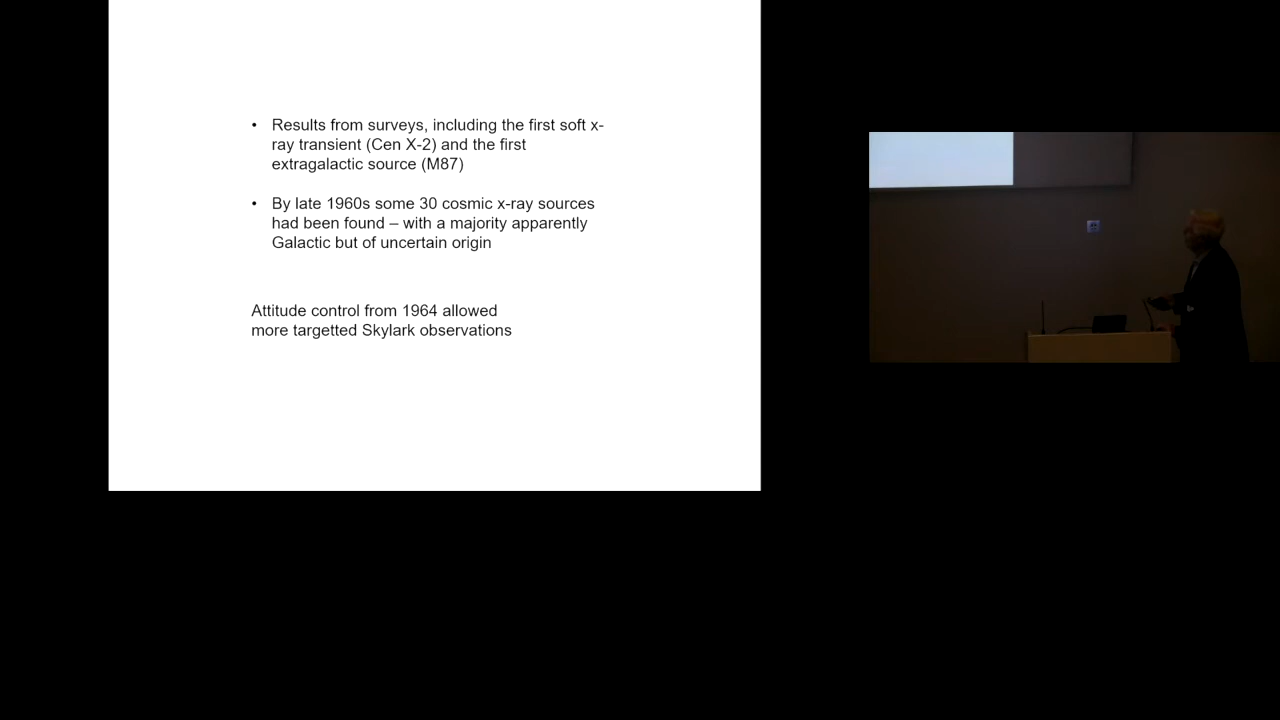 • Results from surveys, including the first soft x-
ray transient (Cen X-2) and the first
extragalactic source (M87)
• By late 1960s some 30 cosmic x-ray sources
had been found – with a majority apparently
Galactic but of uncertain origin
Attitude control from 1964 allowed
more targetted Skylark observations